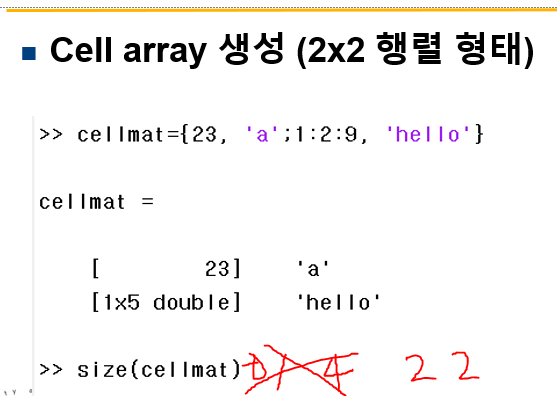 Cell array 생성 (2x2 행렬 형태)
>> cellmat={23, 'a';1:2:9, 'hello'}
cellmat =
[ 23] 'a'
[1x5 double] 'hello'
>> size(cellmat) 2 2